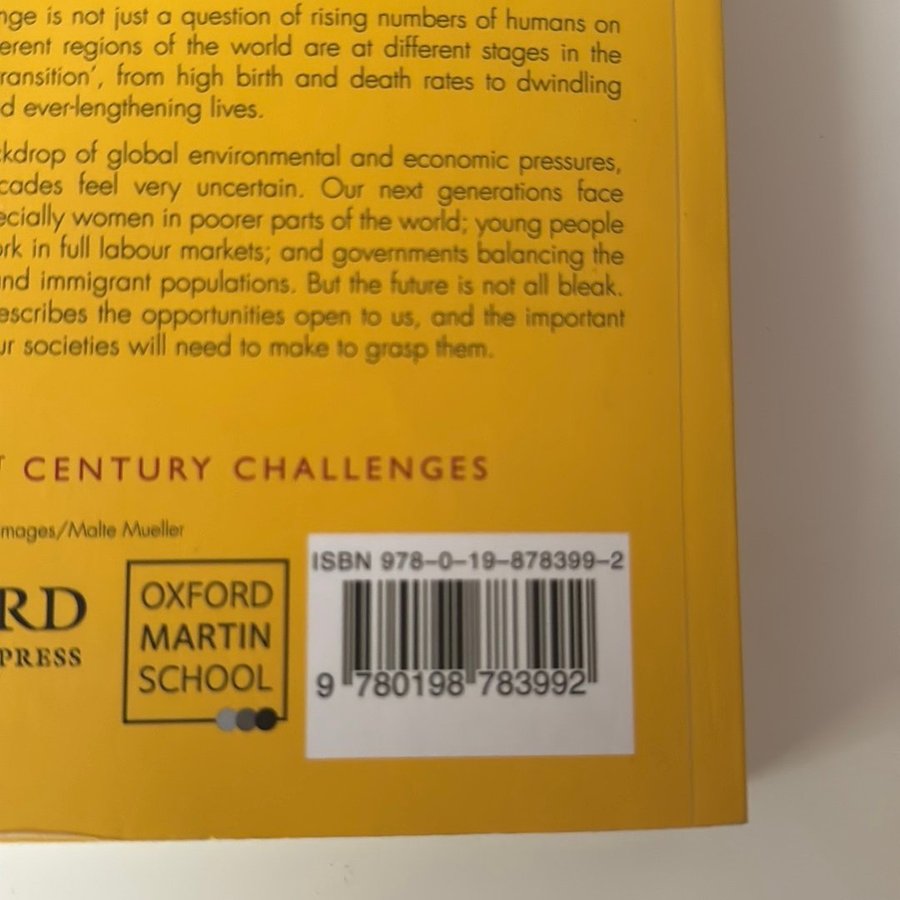 nge is not just a question of rising numbers of humans on
erent regions of the world are at different stages in the
ransition’, from high birth and death rates to dwindling
d ever-lengthening lives.
ckdrop of global environmental and economic pressures,
cades feel very uncertain. Our next generations face
ecially women in poorer parts of the world; young people
ork in full labour markets; and governments balancing the
nd immigrant populations. But the future is not all bleak.
escribes the opportunities open to us, and the important
ur societies will need to make to grasp them.
T CENTURY CHALLENGES
mages/Malte Mueller
ISBN 978-0-19-878399-2
RD
PRESS
OXFORD
MARTIN
SCHOOL
9 780198 783992